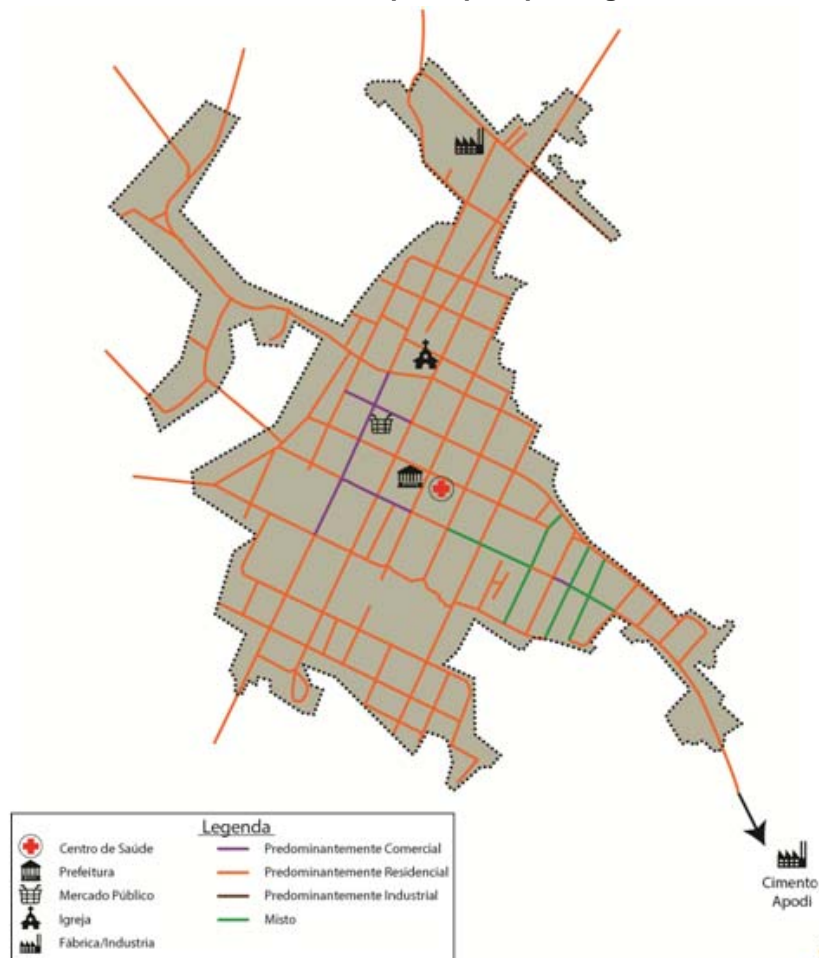 Cimento
Apodi
Legenda
Centro de Saúde
Prefeitura
Mercado Público
Igreja
Fábrica/Industria
Predominantemente Comercial
Predominantemente Residencial
Predominantemente Industrial
Misto